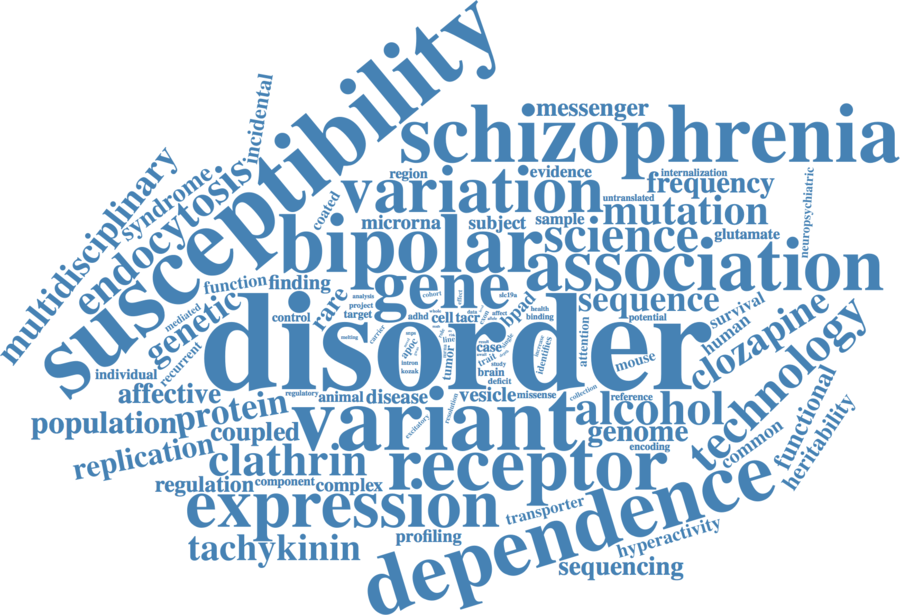 susceptibility
incidental
messenger
schizophrenia
multidisciplinary
syndrome
endocytosis
region
evidence
internalization
variation
frequency
neuropsychiatric
coated
untranslated
mutation
microrna
subject
sample
bipolar
science
glutamate
association
function
finding
gene
sequence
genetic
mediated
rare
analysis
project
target
cohort
effect
slc19a
bpad
health
binding
potential
survival
human
clozapine
control
disorder
melting
carrier
adhd
cell
tacr
data
affect
apoc
intron
kozak
linc
tumor
case
trait
study
brain
deficit
identifies
attention
mouse
recurrent
individual
affective
regulatory
animal
disease
vesicle
missense
collection
reference
technology
population
protein
variant
excitatory
resolution
alcohol
functional
replication
coupled
genome
encoding
common
heritability
clathrin
receptor
regulation
component
complex
expression
dependence
transporter
profiling
hyperactivity
tachykinin
sequencing